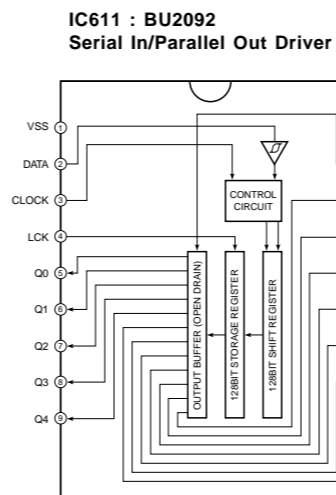 IC611 : BU2092
Serial In/Parallel Out Driver
VSS 1
DATA 2
CLOCK 3
LCK 4
Q0 5
Q1 6
Q2 7
Q3 8
Q4 9
CONTROL
CIRCUIT
OUTPUT BUFFER (OPEN DRAIN)
128BIT STORAGE REGISTER
128BIT SHIFT REGISTER